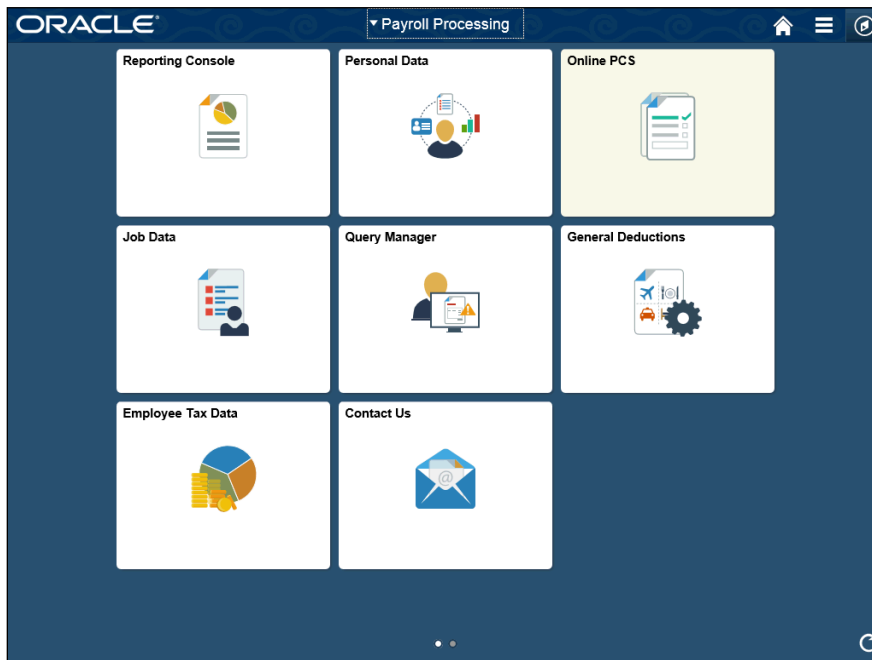 ORACLE
Payroll Processing
Reporting Console
Personal Data
Online PCS
Job Data
Query Manager
General Deductions
Employee Tax Data
Contact Us
@